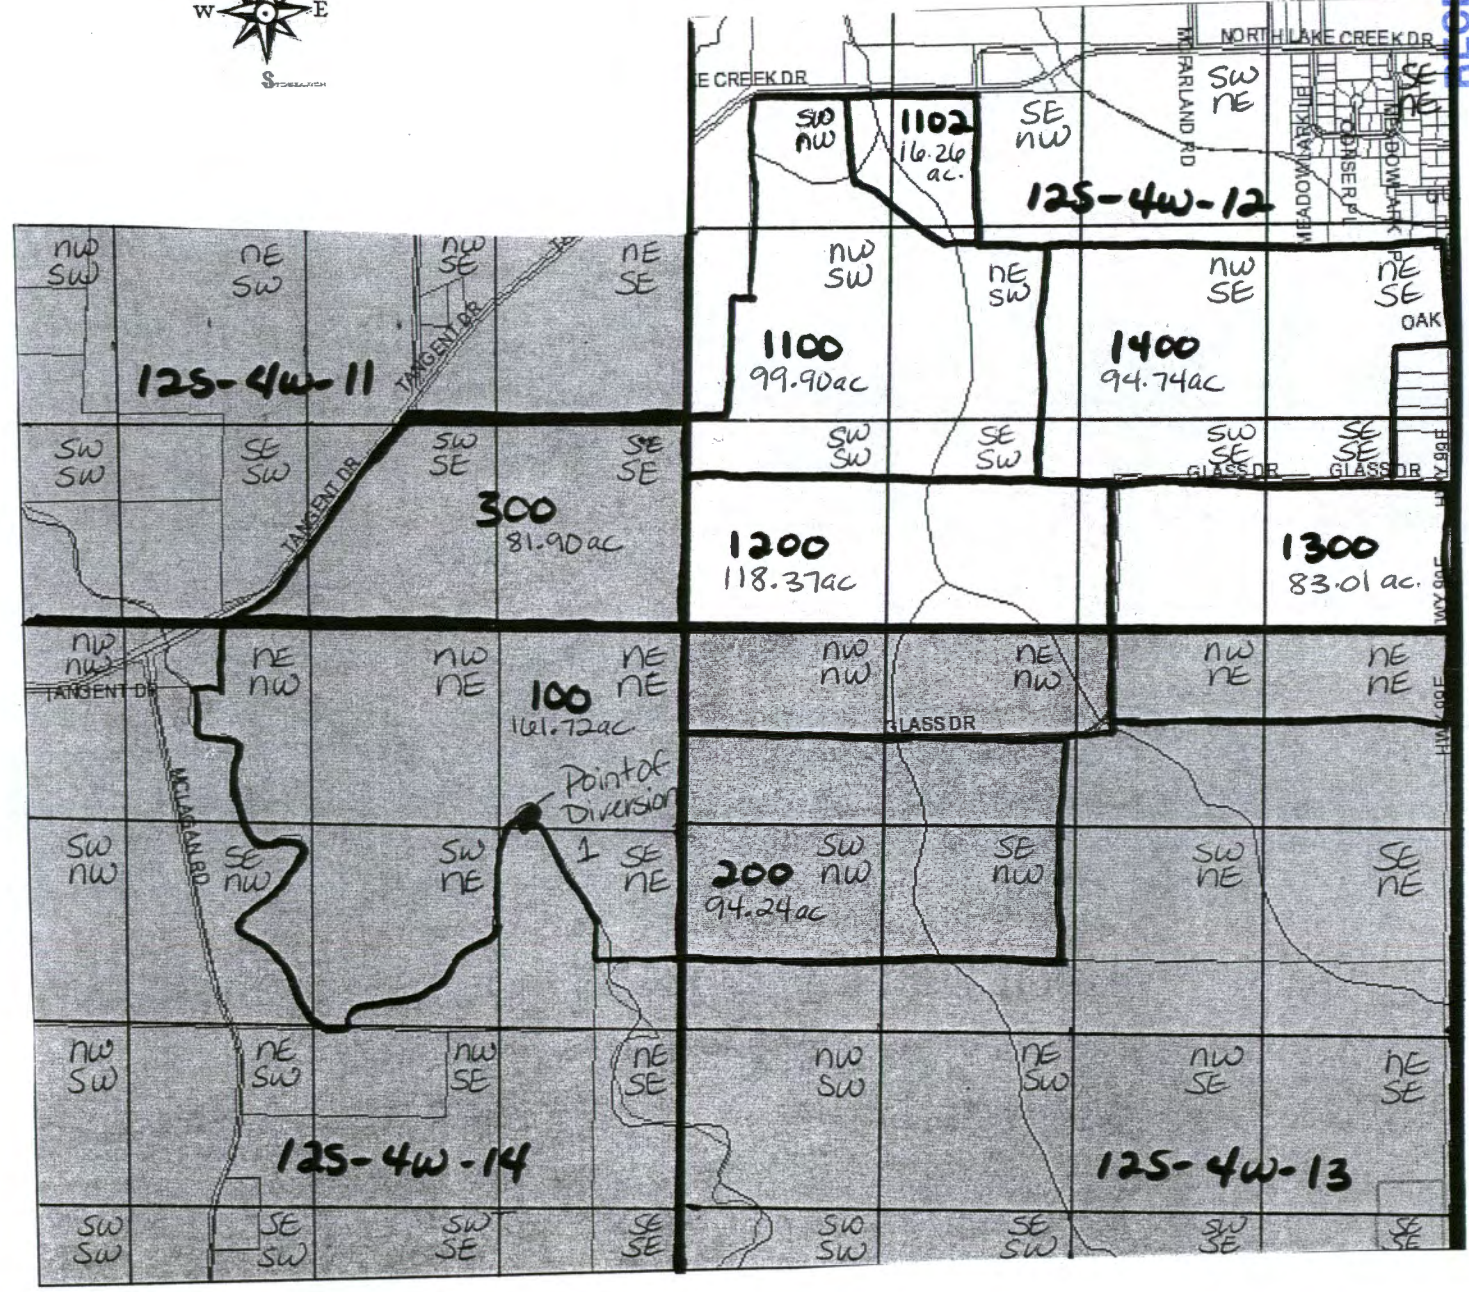 W E
S
NORTH LAKE CREEK DR
E CREEK DR
MCFARLAND RD
MEADOWLARK
CONSER PL
MEADOWLARK PL
SW
NE
SE
NE
SW
NW
1102
16.26
ac.
SE
NW
12S-4W-12
NW
SW
NE
SW
NW
SE
NE
SE
OAK
1100
99.90ac
1400
94.74ac
SW
SW
SE
SW
SW
SE
SE
SE
GLASS DR
GLASS DR
HWY 99E
1200
118.37ac
1300
83.01 ac.
HWY 99E
NW
SW
NE
SW
NW
SE
NE
SE
TANGENT DR
12S-4W-11
SW
SW
SE
SW
SW
SE
SE
SE
TANGENT DR
300
81.90ac
NW
NW
NE
NW
NW
NE
NE
NE
TANGENT DR
100
161.72ac
Point of
Diversion
1
MCLAGAN RD
SW
NW
SE
NW
SW
NE
SE
NE
NW
SW
NE
SW
NW
SE
NE
SE
12S-4W-14
SW
SW
SE
SW
SW
SE
SE
SE
NW
NW
NE
NW
NW
NE
NE
NE
HWY 99E
GLASS DR
200
94.24ac
SW
NW
SE
NW
SW
NE
SE
NE
NW
SW
NE
SW
NW
SE
NE
SE
12S-4W-13
SW
SW
SE
SW
SW
SE
SE
SE